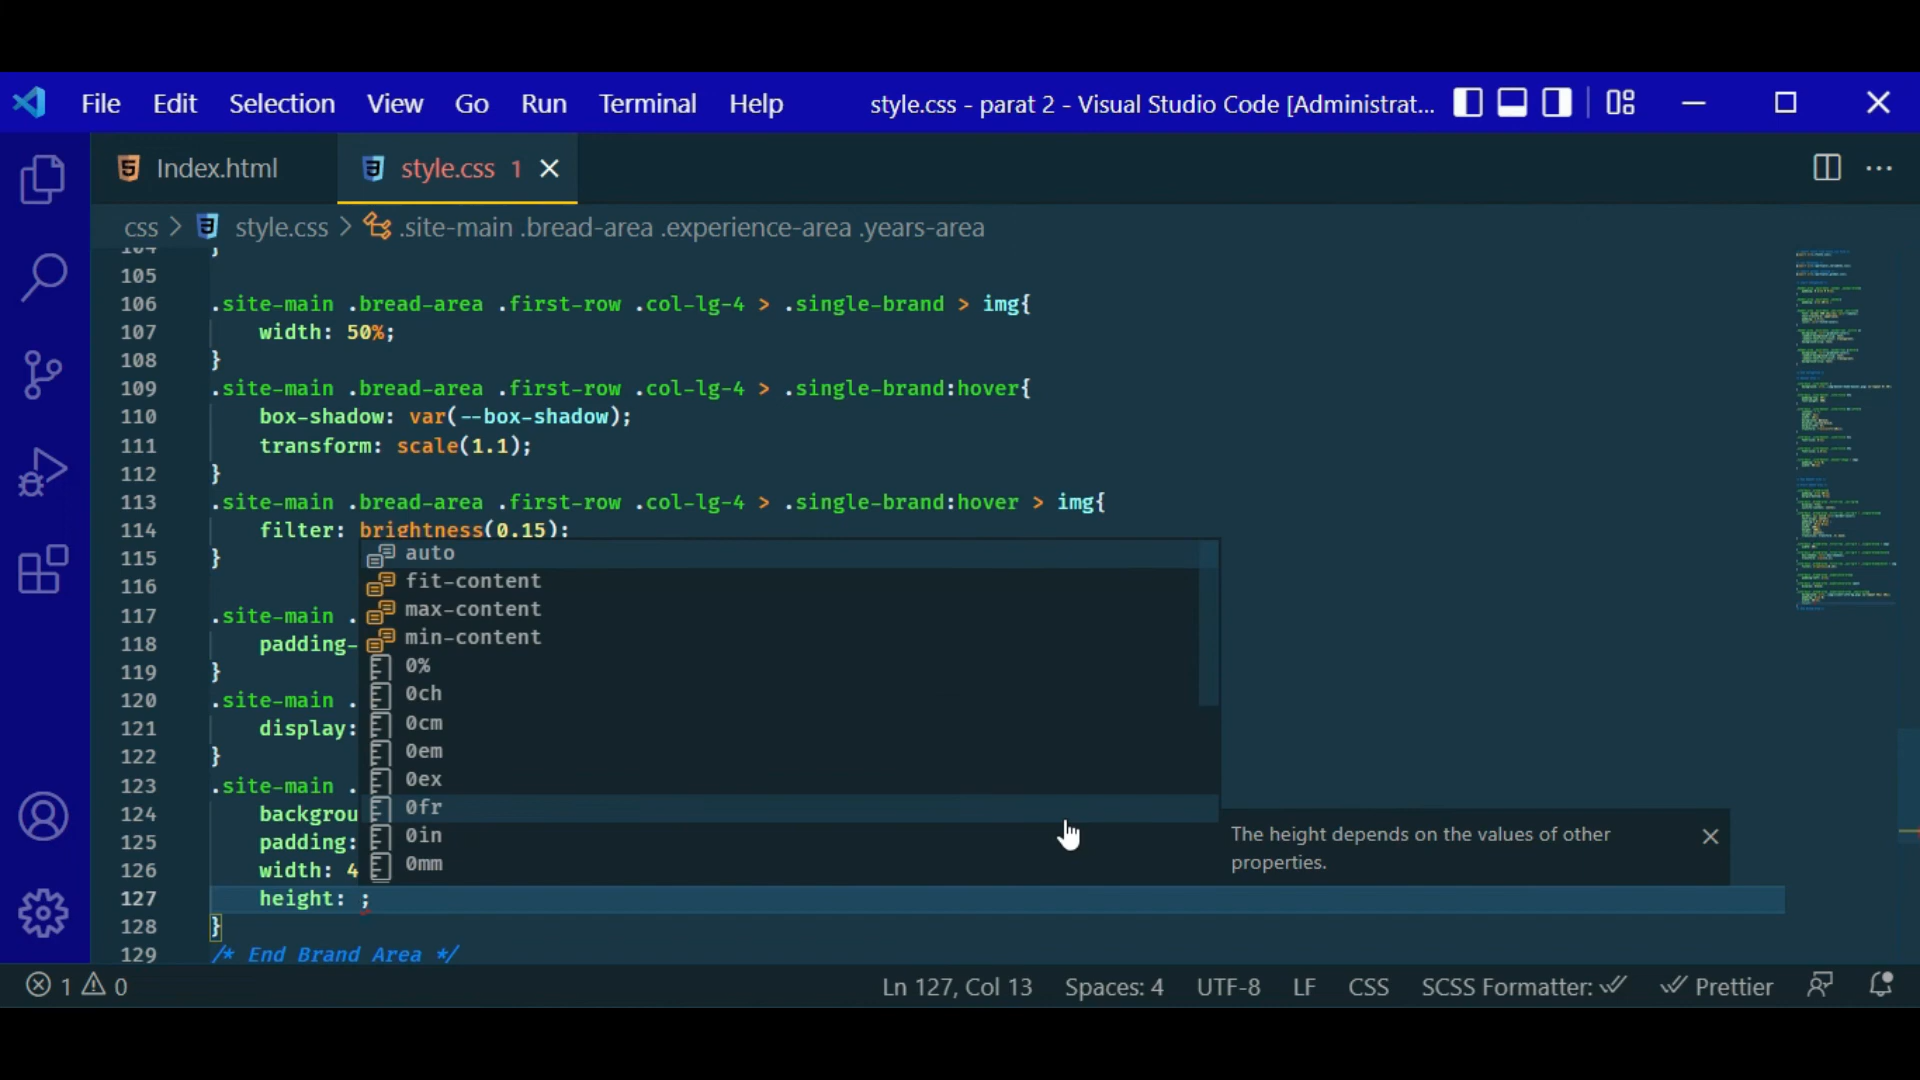 File Edit Selection View Go Run Terminal Help style.css - parat 2 - Visual Studio Code [Administrat...
Index.html style.css 1
css > style.css > .site-main .bread-area .experience-area .years-area
104 }
105
106 .site-main .bread-area .first-row .col-lg-4 > .single-brand > img{
107 width: 50%;
108 }
109 .site-main .bread-area .first-row .col-lg-4 > .single-brand:hover{
110 box-shadow: var(--box-shadow);
111 transform: scale(1.1);
112 }
113 .site-main .bread-area .first-row .col-lg-4 > .single-brand:hover > img{
114 filter: brightness(0.15);
115 }
116
117 .site-main .
118 padding-
119 }
120 .site-main .
121 display:
122 }
123 .site-main .
124 backgrou
125 padding:
126 width: 4
127 height: ;
128 }
129 /* End Brand Area */
auto
fit-content
max-content
min-content
0%
0ch
0cm
0em
0ex
0fr
0in
0mm
The height depends on the values of other
properties.
1 0 Ln 127, Col 13 Spaces: 4 UTF-8 LF CSS SCSS Formatter: Prettier